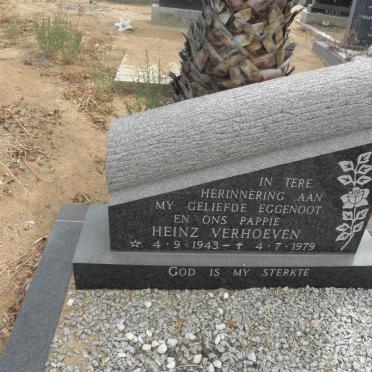 IN TERE
HERINNERING AAN
MY GELIEFDE EGGENOOT
EN ONS PAPPIE
HEINZ VERHOEVEN
☆ 4·9·1943 – ✝ 4·7·1979
GOD IS MY STERKTE